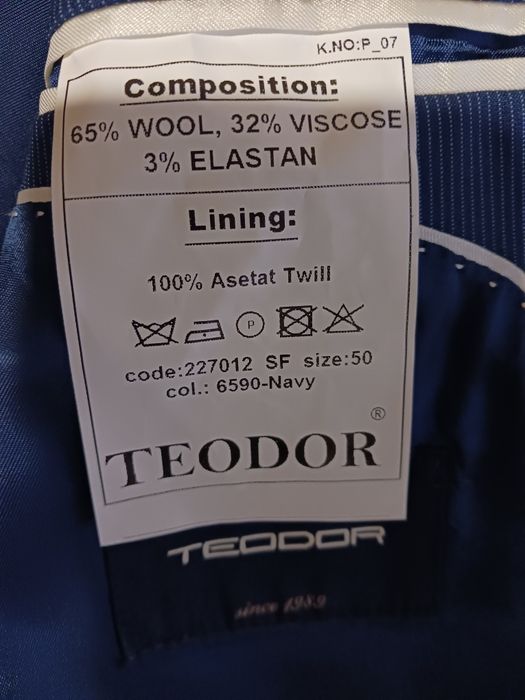 K.NO:P_07
Composition:
65% WOOL, 32% VISCOSE
3% ELASTAN
Lining:
100% Asetat Twill
P
code:227012 SF size:50
col.: 6590-Navy
®
TEODOR
TEODOR
since 1989